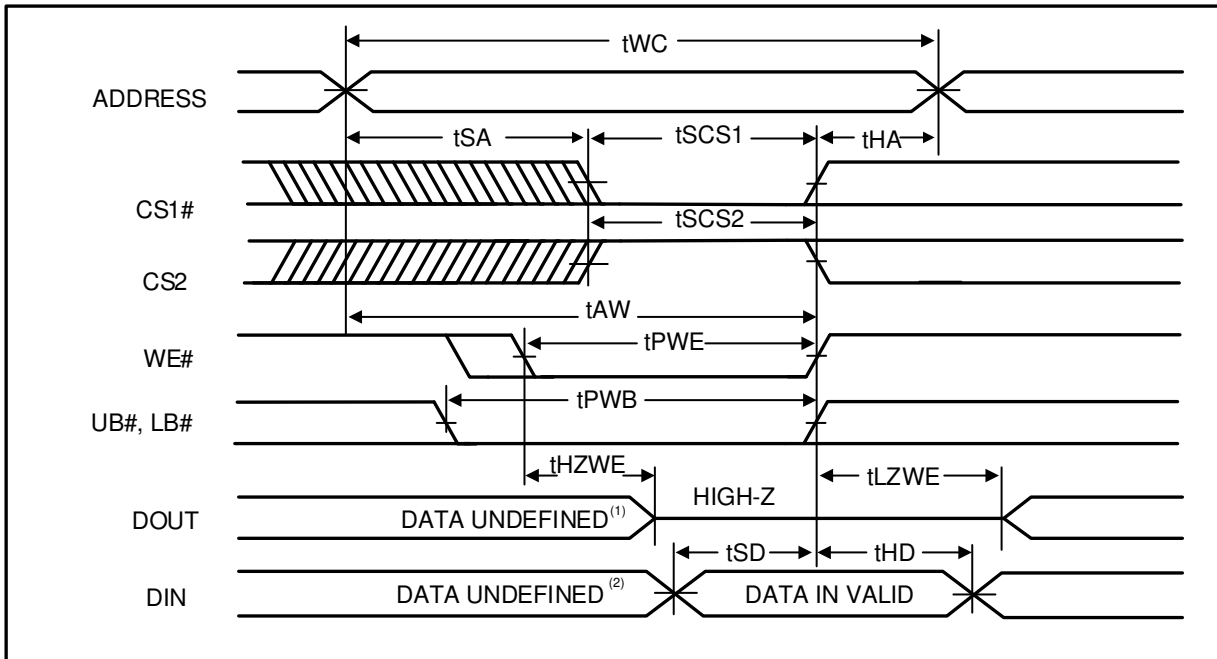 tWC
ADDRESS
tSA
tSCS1
tHA
CS1#
tSCS2
CS2
tAW
WE#
tPWE
tPWB
UB#, LB#
tHZWE
tLZWE
HIGH-Z
DOUT
DATA UNDEFINED(1)
tSD
tHD
DIN
DATA UNDEFINED(2)
DATA IN VALID